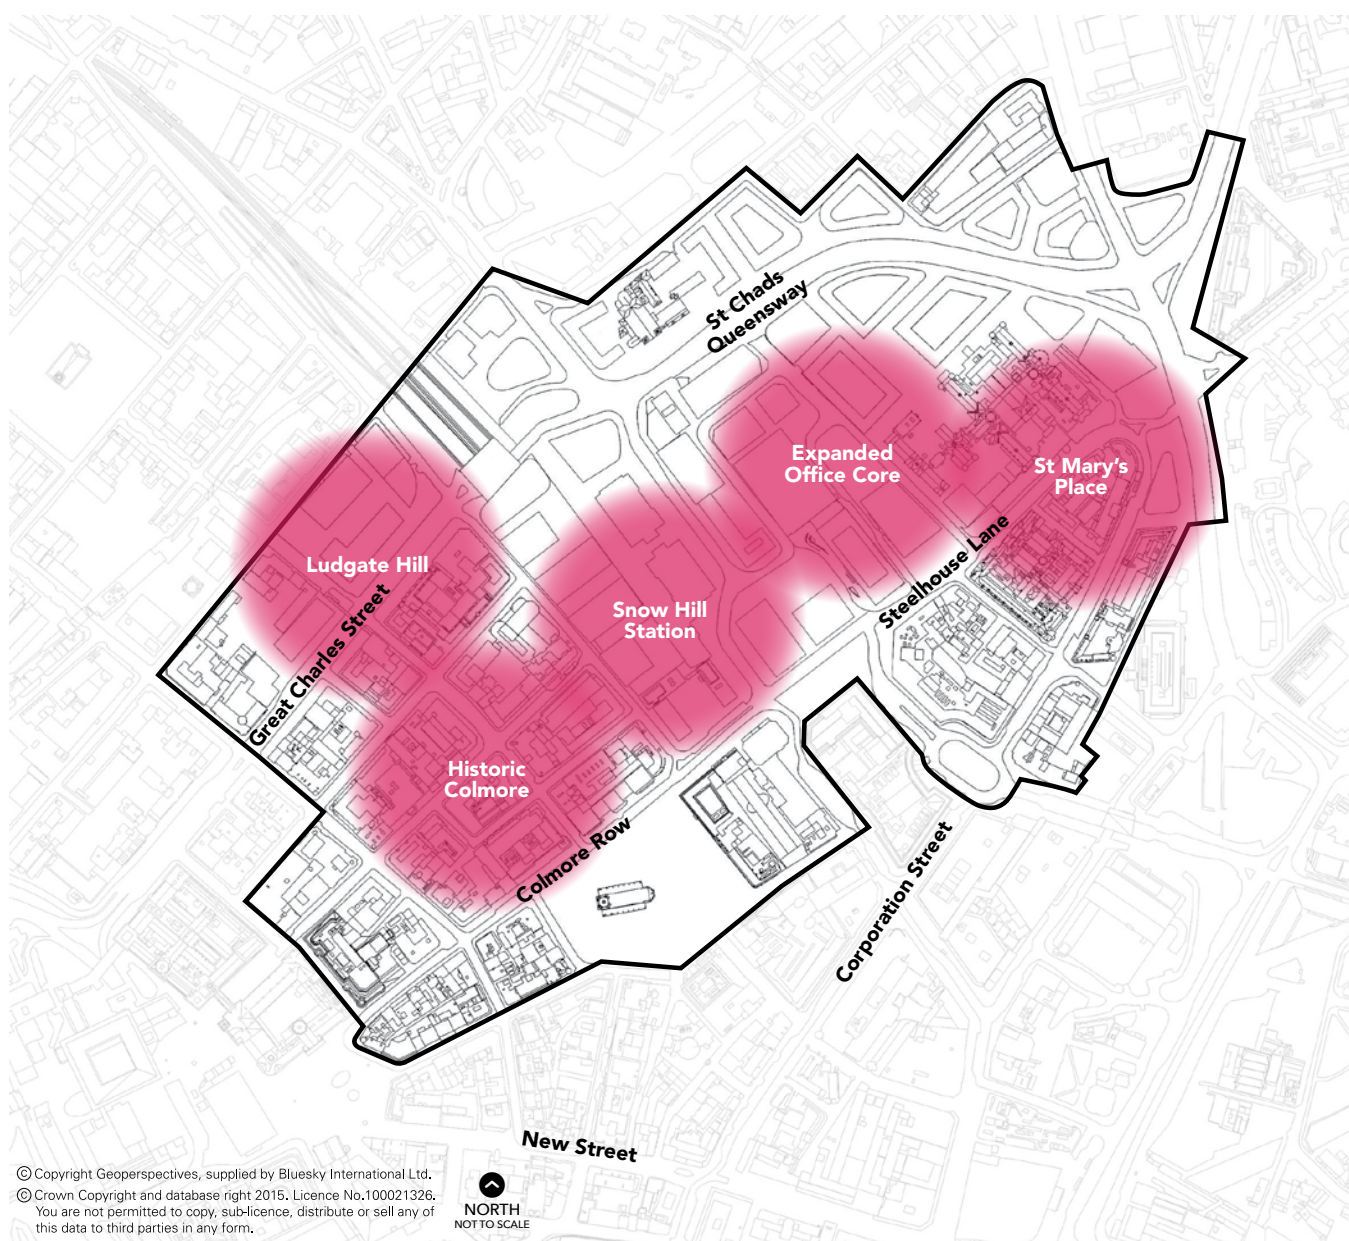 St Chads
Queensway
Expanded
Office Core
St Mary's
Place
Ludgate Hill
Steelhouse Lane
Snow Hill
Station
Great Charles Street
Historic
Colmore
Colmore Row
Corporation Street
New Street
© Copyright Geoperspectives, supplied by Bluesky International Ltd.
© Crown Copyright and database right 2015. Licence No.100021326.
You are not permitted to copy, sub-licence, distribute or sell any of
this data to third parties in any form.
NORTH
NOT TO SCALE